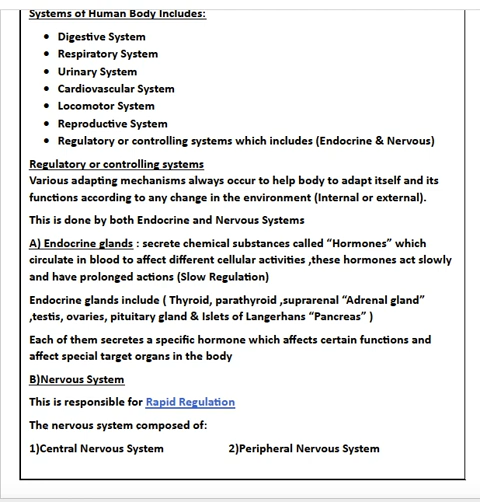 Systems of Human Body Includes:
• Digestive System
• Respiratory System
• Urinary System
• Cardiovascular System
• Locomotor System
• Reproductive System
• Regulatory or controlling systems which includes (Endocrine & Nervous)
Regulatory or controlling systems
Various adapting mechanisms always occur to help body to adapt itself and its
functions according to any change in the environment (Internal or external).
This is done by both Endocrine and Nervous Systems
A) Endocrine glands : secrete chemical substances called “Hormones” which
circulate in blood to affect different cellular activities ,these hormones act slowly
and have prolonged actions (Slow Regulation)
Endocrine glands include ( Thyroid, parathyroid ,suprarenal “Adrenal gland”
,testis, ovaries, pituitary gland & Islets of Langerhans “Pancreas” )
Each of them secretes a specific hormone which affects certain functions and
affect special target organs in the body
B)Nervous System
This is responsible for Rapid Regulation
The nervous system composed of:
1)Central Nervous System 2)Peripheral Nervous System